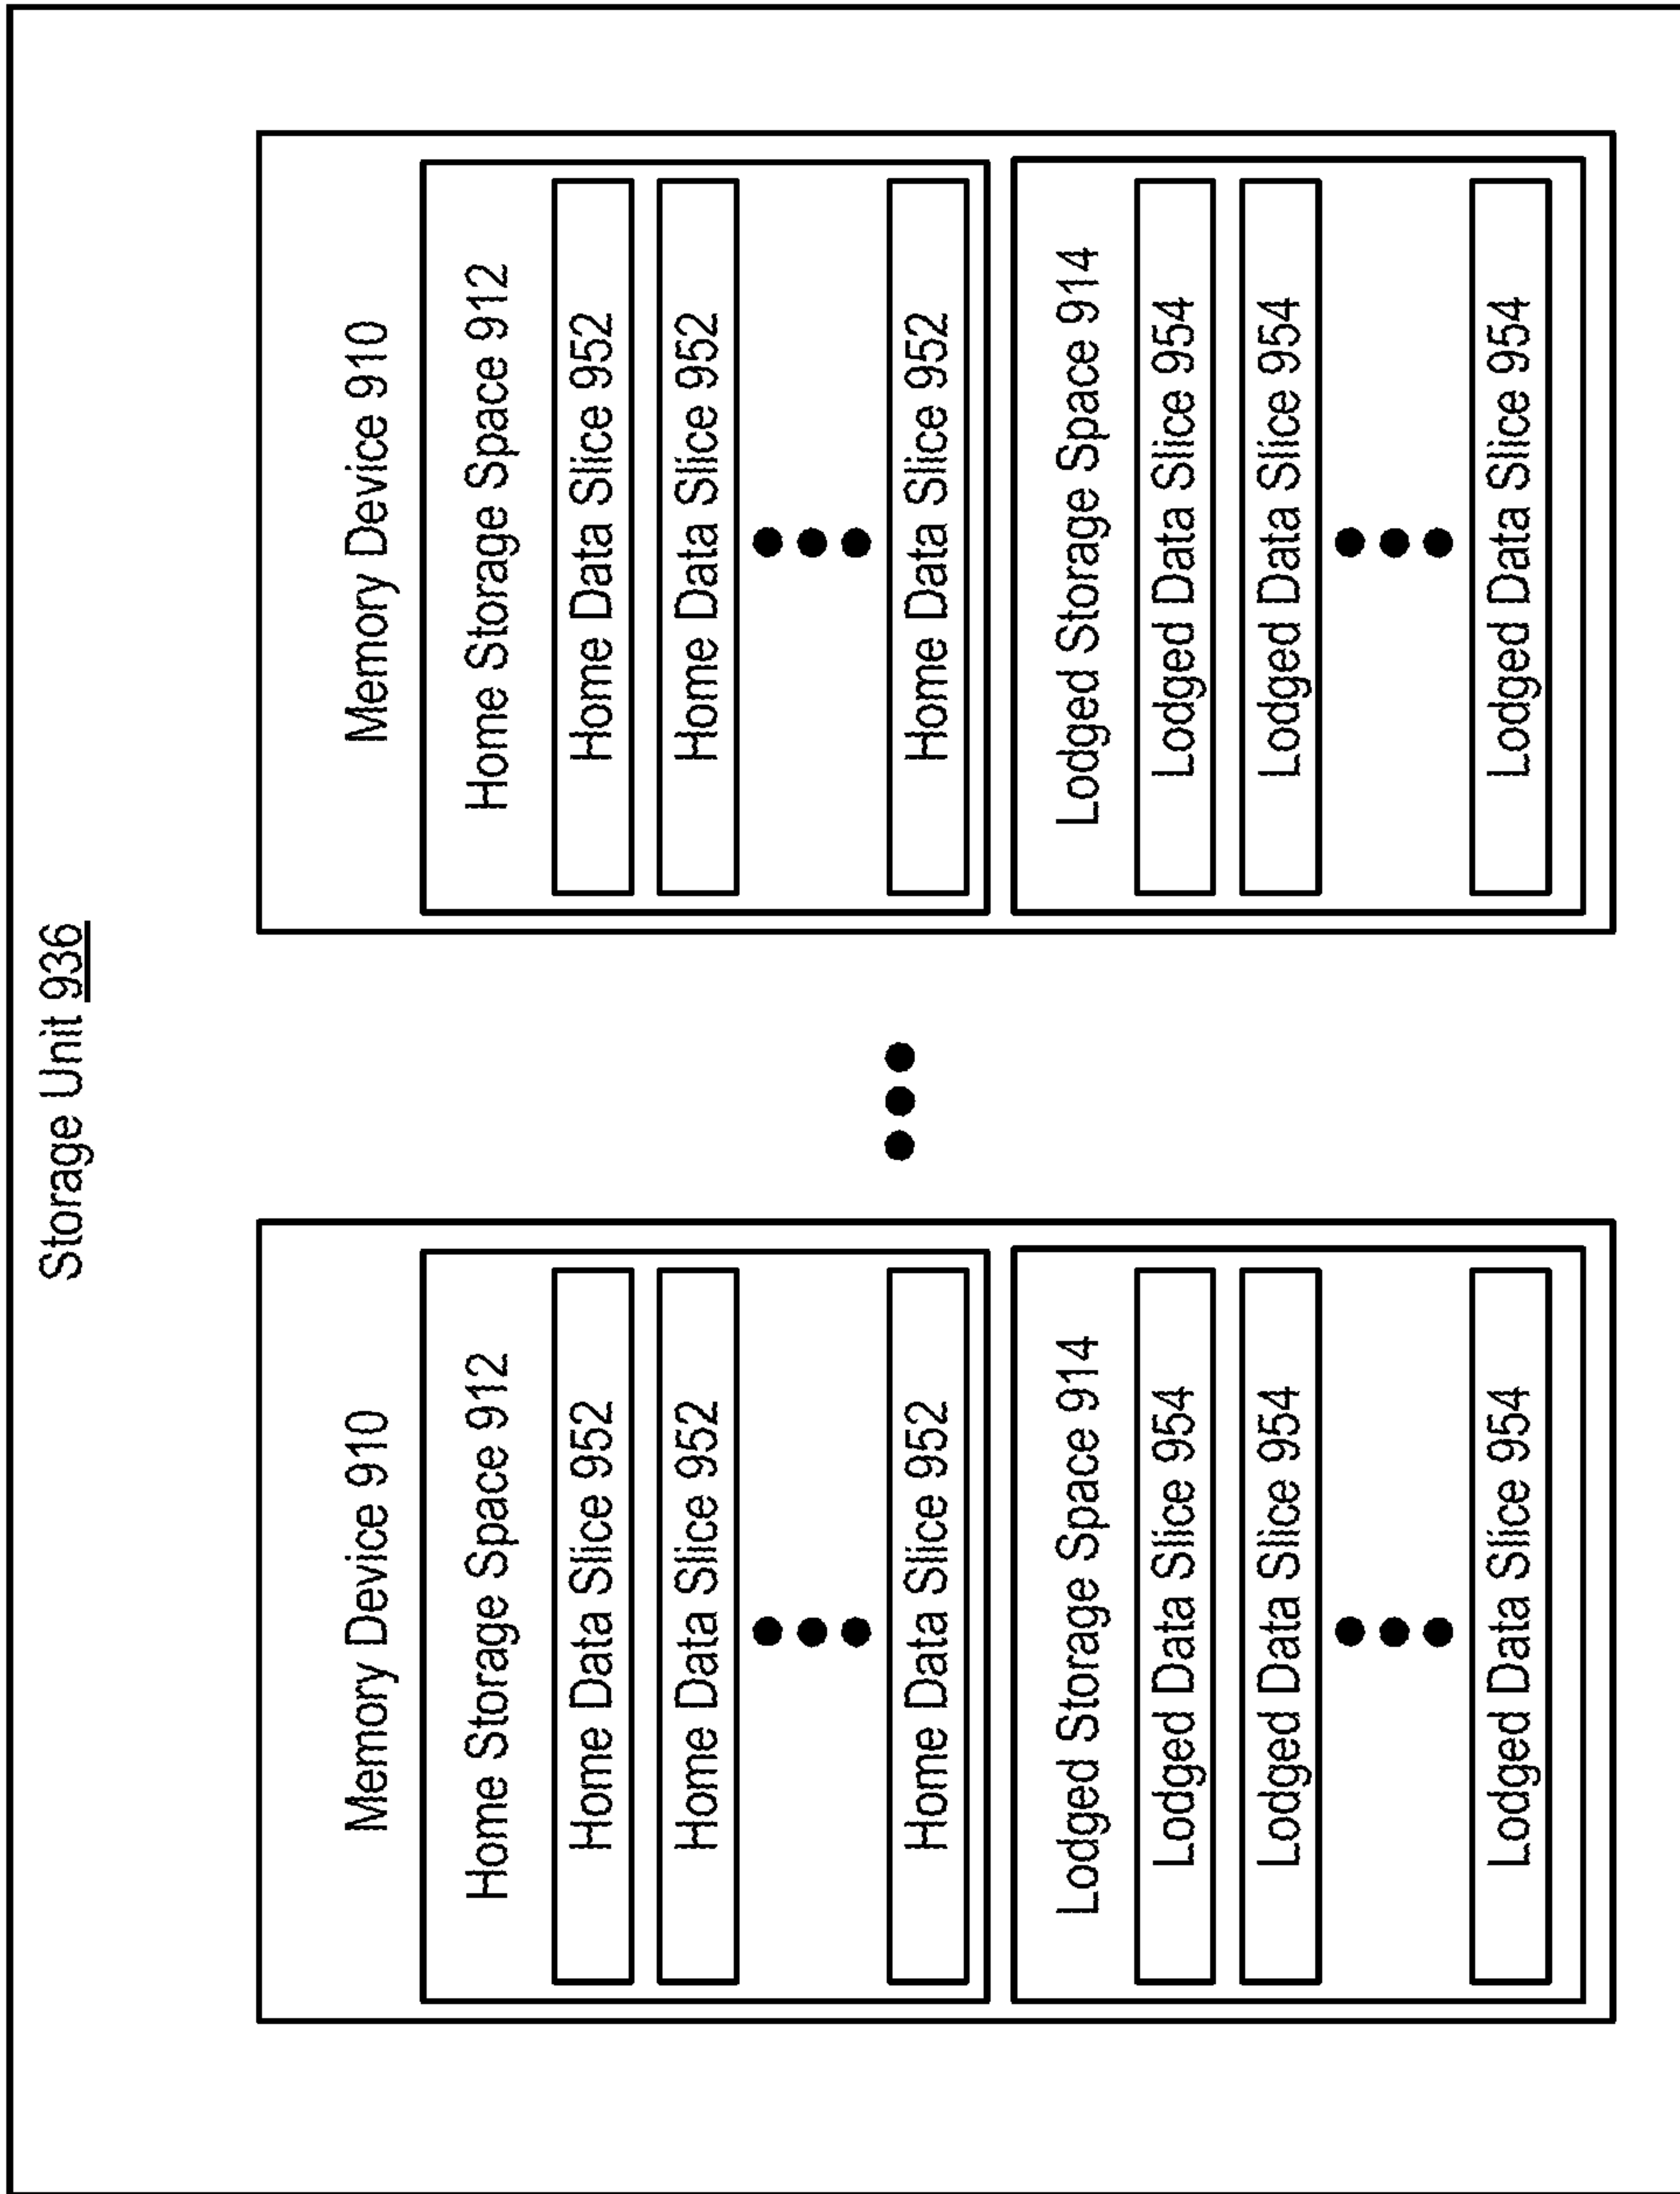 Storage Unit 936
Memory Device 910
Home Storage Space 912
Home Data Slice 952
Home Data Slice 952
Home Data Slice 952
Lodged Storage Space 914
Lodged Data Slice 954
Lodged Data Slice 954
Lodged Data Slice 954
Memory Device 910
Home Storage Space 912
Home Data Slice 952
Home Data Slice 952
Home Data Slice 952
Lodged Storage Space 914
Lodged Data Slice 954
Lodged Data Slice 954
Lodged Data Slice 954